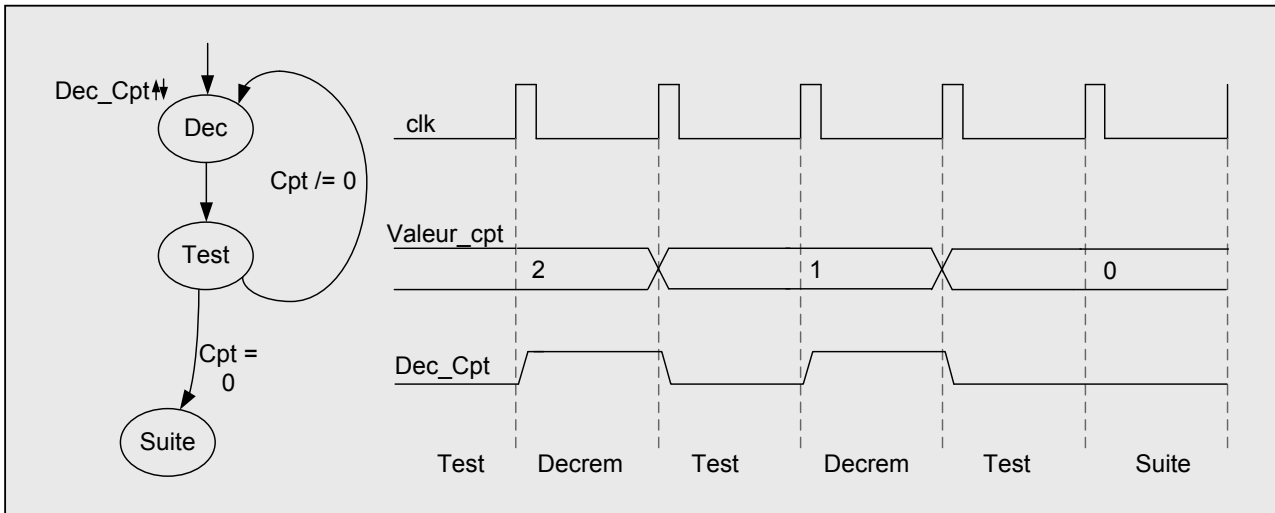 Dec_Cpt
Dec
Cpt /= 0
Test
Cpt =
0
Suite
clk
Valeur_cpt
2
1
0
Dec_Cpt
Test Decrem Test Decrem Test Suite